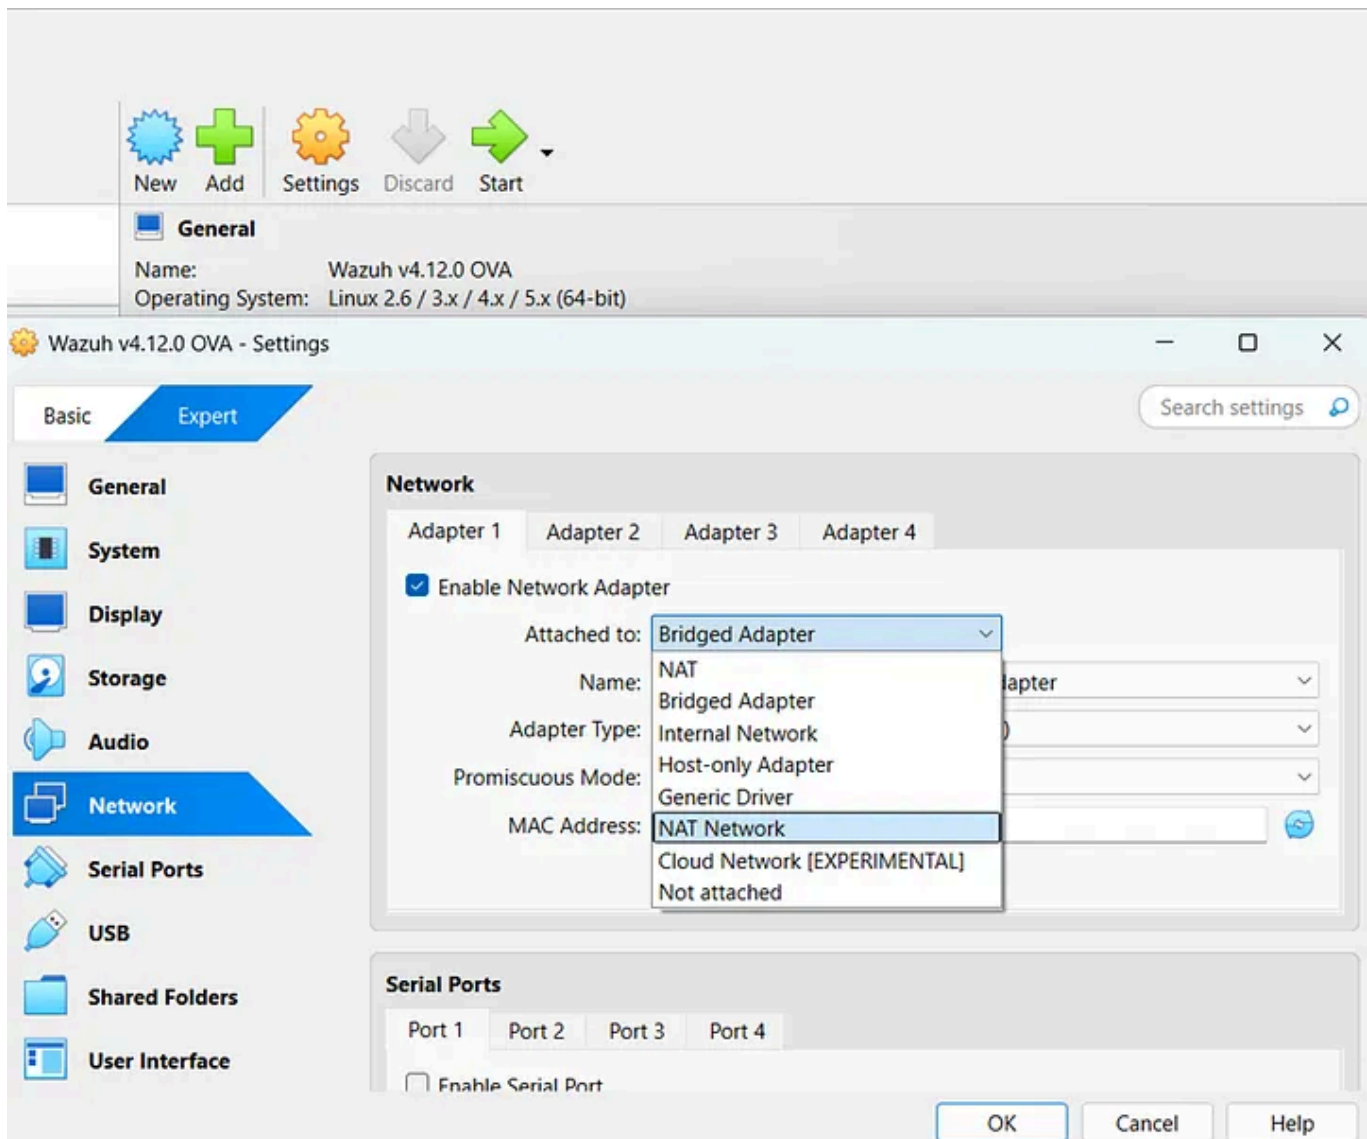 New Add Settings Discard Start
General
Name: Wazuh v4.12.0 OVA
Operating System: Linux 2.6 / 3.x / 4.x / 5.x (64-bit)
Wazuh v4.12.0 OVA - Settings
Basic Expert
Search settings
General
System
Display
Storage
Audio
Network
Serial Ports
USB
Shared Folders
User Interface
Network
Adapter 1 Adapter 2 Adapter 3 Adapter 4
Enable Network Adapter
Attached to: Bridged Adapter
Name:
Adapter Type:
Promiscuous Mode:
MAC Address:
NAT
Bridged Adapter
Internal Network
Host-only Adapter
Generic Driver
NAT Network
Cloud Network [EXPERIMENTAL]
Not attached
Serial Ports
Port 1 Port 2 Port 3 Port 4
Enable Serial Port
OK Cancel Help